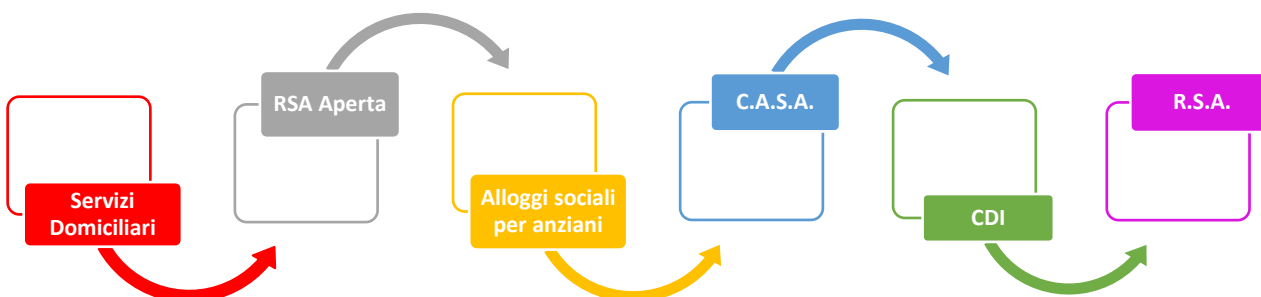 Servizi
Domiciliari
RSA Aperta
Alloggi sociali
per anziani
C.A.S.A.
CDI
R.S.A.